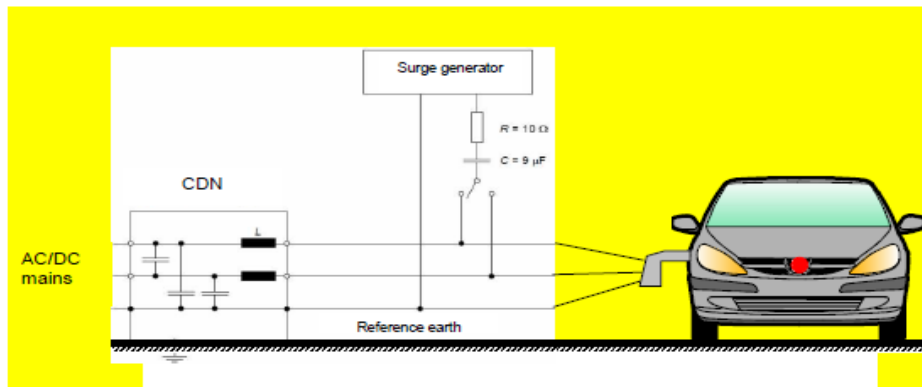 Surge generator
R = 10 Ω
C = 9 μF
CDN
L
AC/DC
mains
Reference earth